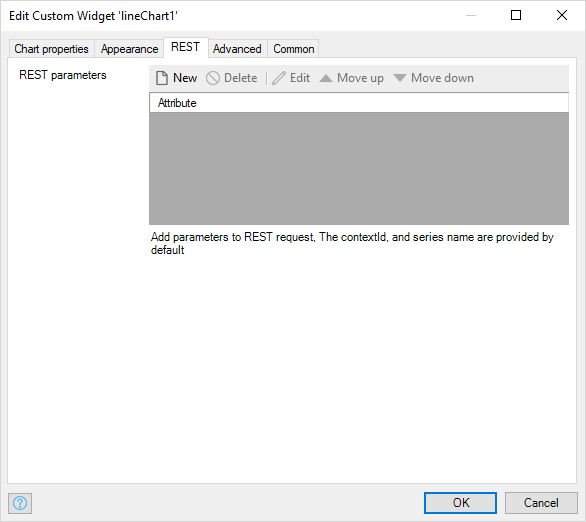 Edit Custom Widget 'lineChart1'
Chart properties Appearance REST Advanced Common
REST parameters
New Delete Edit Move up Move down
Attribute
Add parameters to REST request, The contextId, and series name are provided by
default
OK Cancel